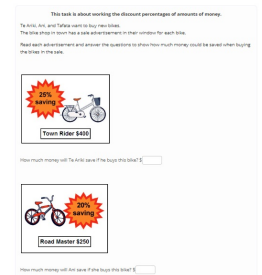 This task is about working the discount percentages of amounts of money.
Te Ariki, Ani, and Tefala want to buy new bikes.
The bike shop in town has a sale advertisement in their window for each bike.
Read each advertisement and answer the questions to show how much money could be saved when buying
the bikes in the sale.
25%
saving
Town Rider $400
How much money will Te Ariki save if he buys this bike? $
20%
saving
Road Master $250
How much money will Ani save if she buys this bike? $